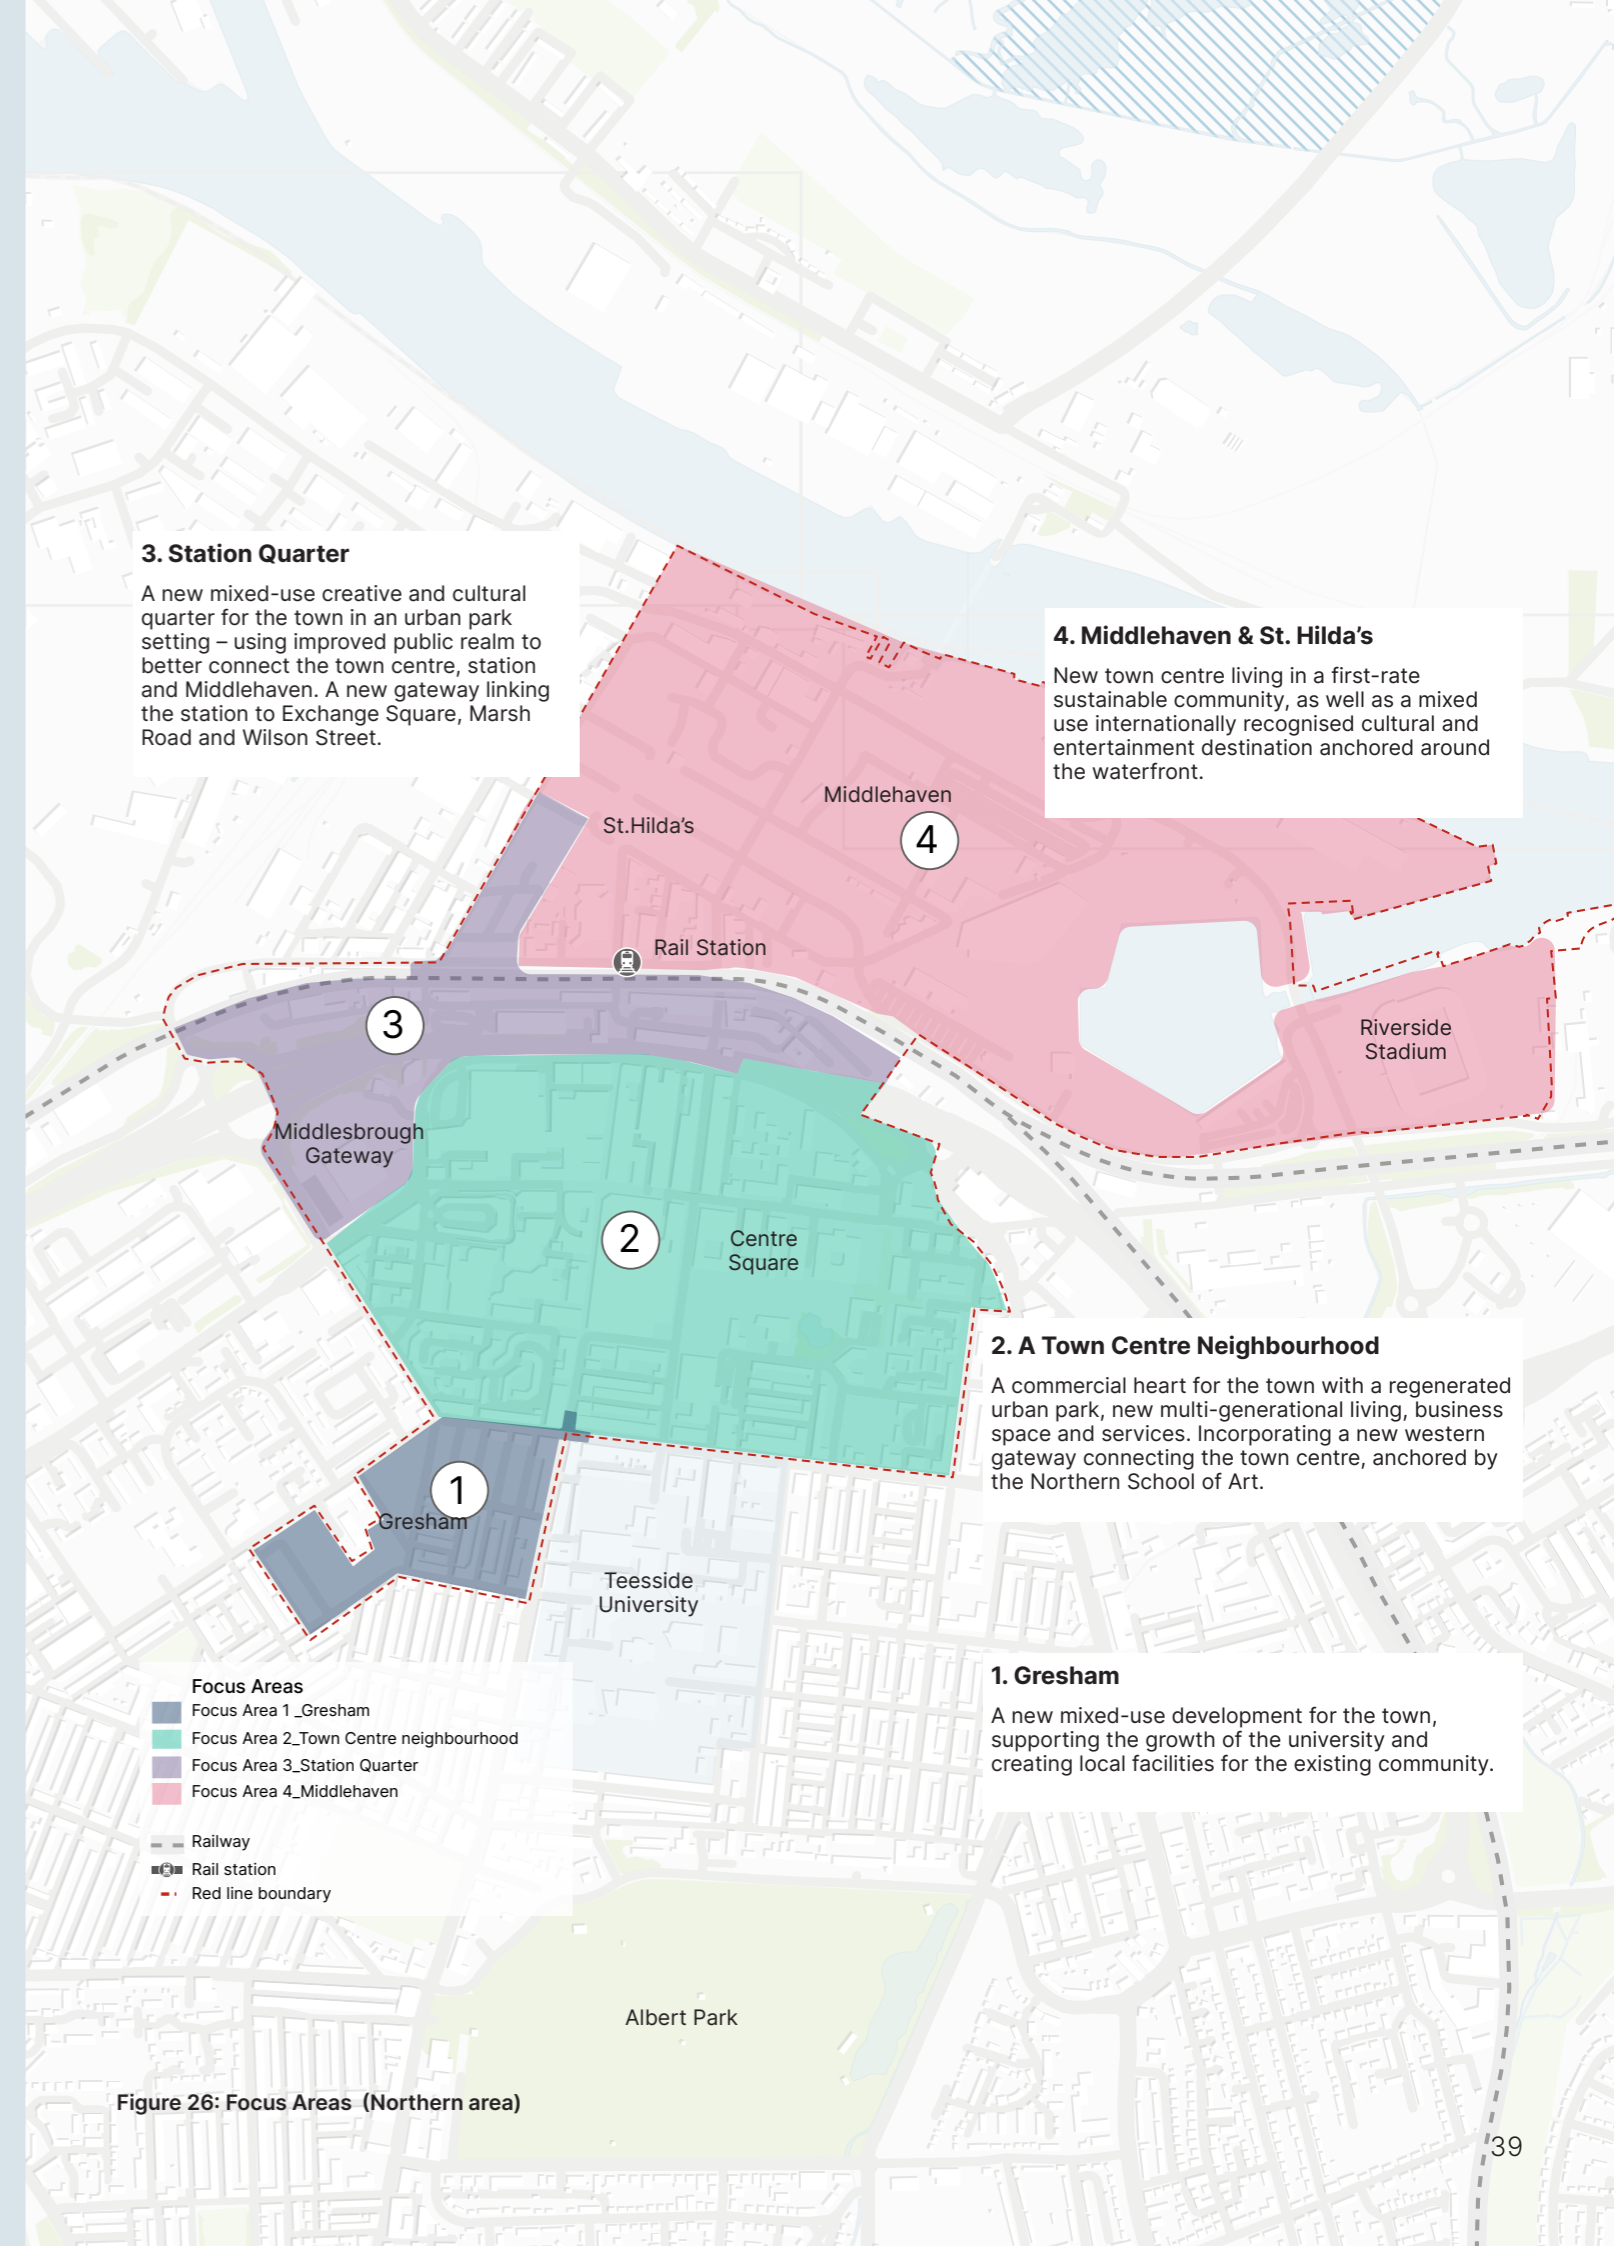 3. Station Quarter
A new mixed-use creative and cultural
quarter for the town in an urban park
setting – using improved public realm to
better connect the town centre, station
and Middlehaven. A new gateway linking
the station to Exchange Square, Marsh
Road and Wilson Street.
4. Middlehaven & St. Hilda’s
New town centre living in a first-rate
sustainable community, as well as a mixed
use internationally recognised cultural and
entertainment destination anchored around
the waterfront.
Middlehaven
4
St.Hilda’s
Rail Station
3
Riverside
Stadium
Middlesbrough
Gateway
2
Centre
Square
2. A Town Centre Neighbourhood
A commercial heart for the town with a regenerated
urban park, new multi-generational living, business
space and services. Incorporating a new western
gateway connecting the town centre, anchored by
the Northern School of Art.
1
Gresham
Teesside
University
1. Gresham
A new mixed-use development for the town,
supporting the growth of the university and
creating local facilities for the existing community.
Focus Areas
Focus Area 1 _Gresham
Focus Area 2_Town Centre neighbourhood
Focus Area 3_Station Quarter
Focus Area 4_Middlehaven
Railway
Rail station
Red line boundary
Albert Park
Figure 26: Focus Areas (Northern area)
39